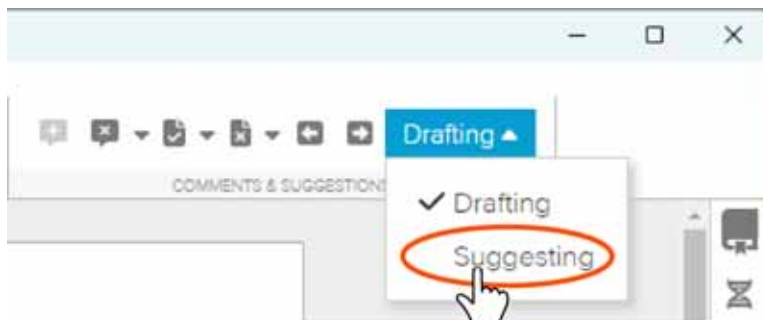 Drafting
COMMENTS & SUGGESTIONS
Drafting
Suggesting